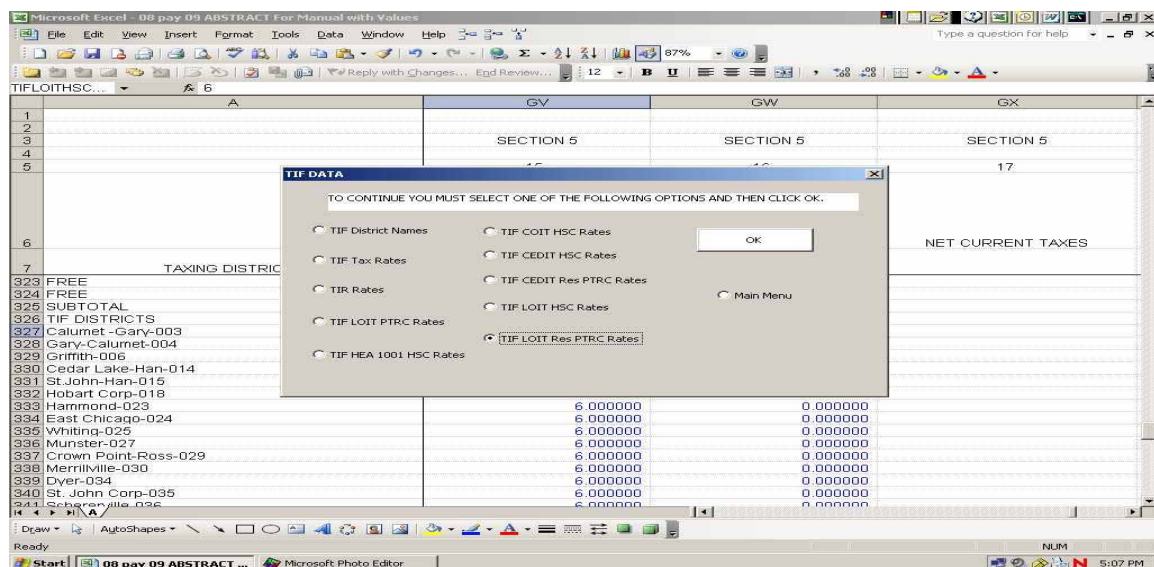 Microsoft Excel - 08 pay 09 ABSTRACT For Manual with Values
File Edit View Insert Format Tools Data Window Help
Type a question for help
87%
Reply with Changes... End Review... 12 B U
TIFLOITHSC... fx 6
A GV GW GX
1
2
3 SECTION 5 SECTION 5 SECTION 5
4
5 17
6 NET CURRENT TAXES
7 TAXING DISTRIC
TIF DATA
TO CONTINUE YOU MUST SELECT ONE OF THE FOLLOWING OPTIONS AND THEN CLICK OK.
TIF District Names
TIF Tax Rates
TIR Rates
TIF LOIT PTRC Rates
TIF HEA 1001 HSC Rates
TIF COIT HSC Rates
TIF CEDIT HSC Rates
TIF CEDIT Res PTRC Rates
TIF LOIT HSC Rates
TIF LOIT Res PTRC Rates
OK
Main Menu
323 FREE
324 FREE
325 SUBTOTAL
326 TIF DISTRICTS
327 Calumet -Gary-003
328 Gary-Calumet-004
329 Griffith-006
330 Cedar Lake-Han-014
331 St.John-Han-015
332 Hobart Corp-018
333 Hammond-023 6.000000 0.000000
334 East Chicago-024 6.000000 0.000000
335 Whiting-025 6.000000 0.000000
336 Munster-027 6.000000 0.000000
337 Crown Point-Ross-029 6.000000 0.000000
338 Merrillville-030 6.000000 0.000000
339 Dyer-034 6.000000 0.000000
340 St. John Corp-035 6.000000 0.000000
341 Schererville 036 6.000000 0.000000
A
Draw AutoShapes
Ready NUM
Start 08 pay 09 ABSTRACT ... Microsoft Photo Editor N 5:07 PM